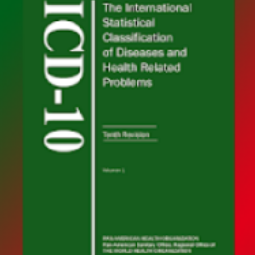 ICD-10
The International
Statistical
Classification
of Diseases and
Health Related
Problems
Tenth Revision
Volume 1
PAN AMERICAN HEALTH ORGANIZATION
Pan American Sanitary Bureau, Regional Office of
THE WORLD HEALTH ORGANIZATION